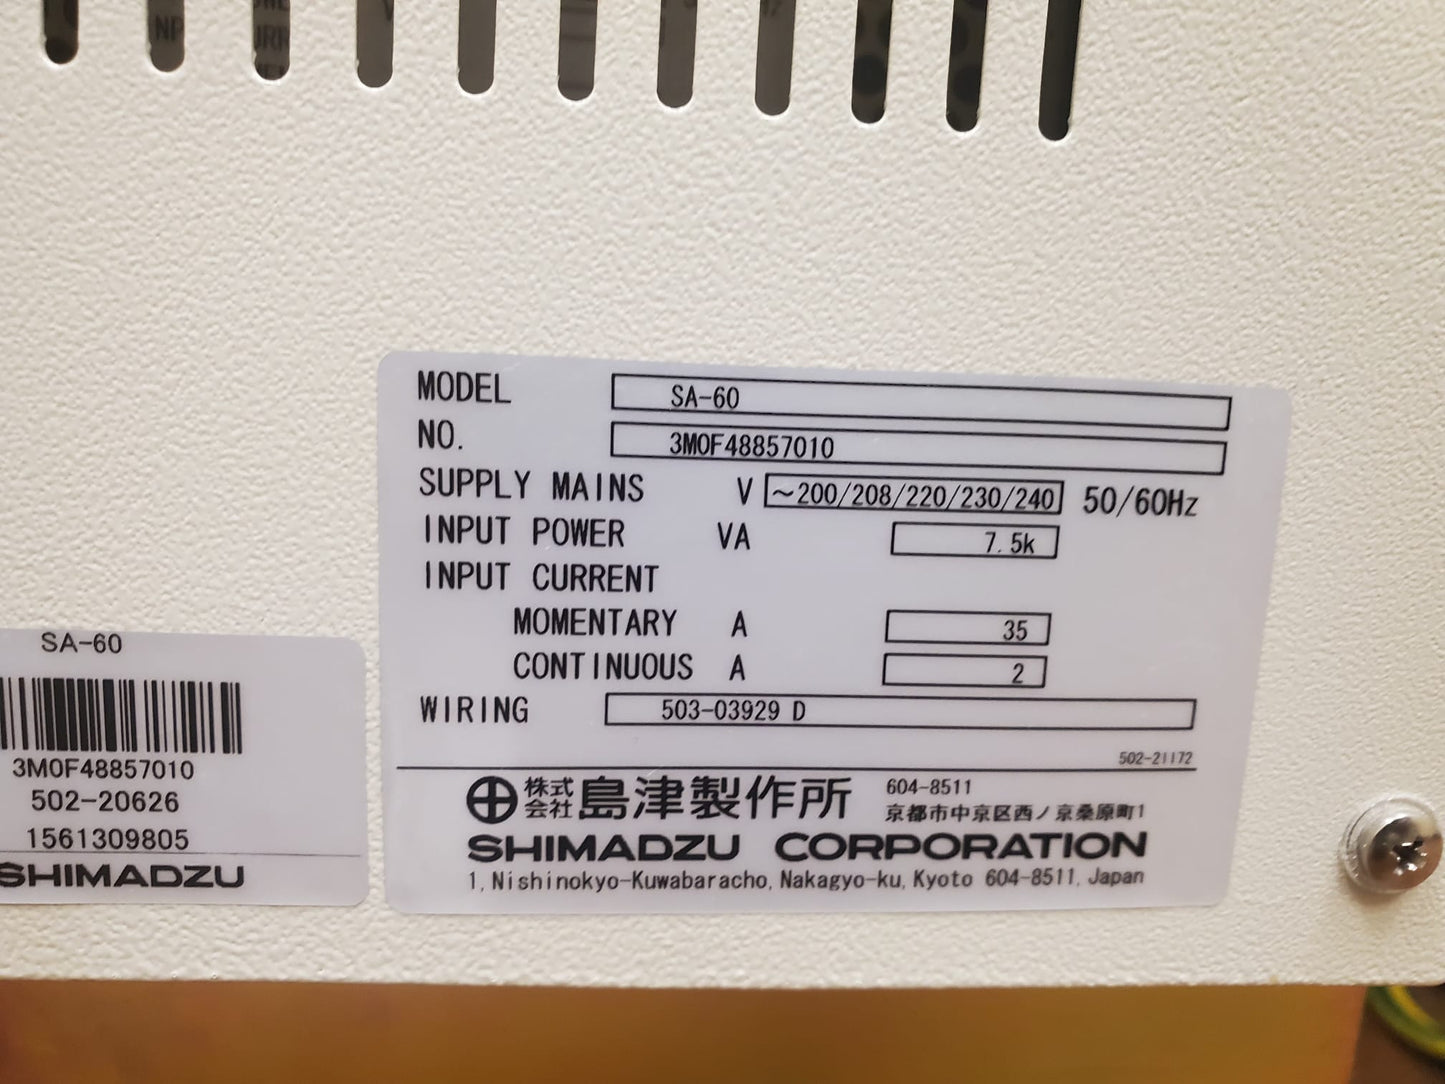 NP
MODEL SA-60
NO. 3M0F48857010
SUPPLY MAINS V ~200/208/220/230/240 50/60Hz
INPUT POWER VA 7.5k
INPUT CURRENT
MOMENTARY A 35
CONTINUOUS A 2
WIRING 503-03929 D
502-21172
株式会社 島津製作所 604-8511
京都市中京区西ノ京桑原町1
SHIMADZU CORPORATION
1, Nishinokyo-Kuwabaracho, Nakagyo-ku, Kyoto 604-8511, Japan
SA-60
3M0F48857010
502-20626
1561309805
SHIMADZU